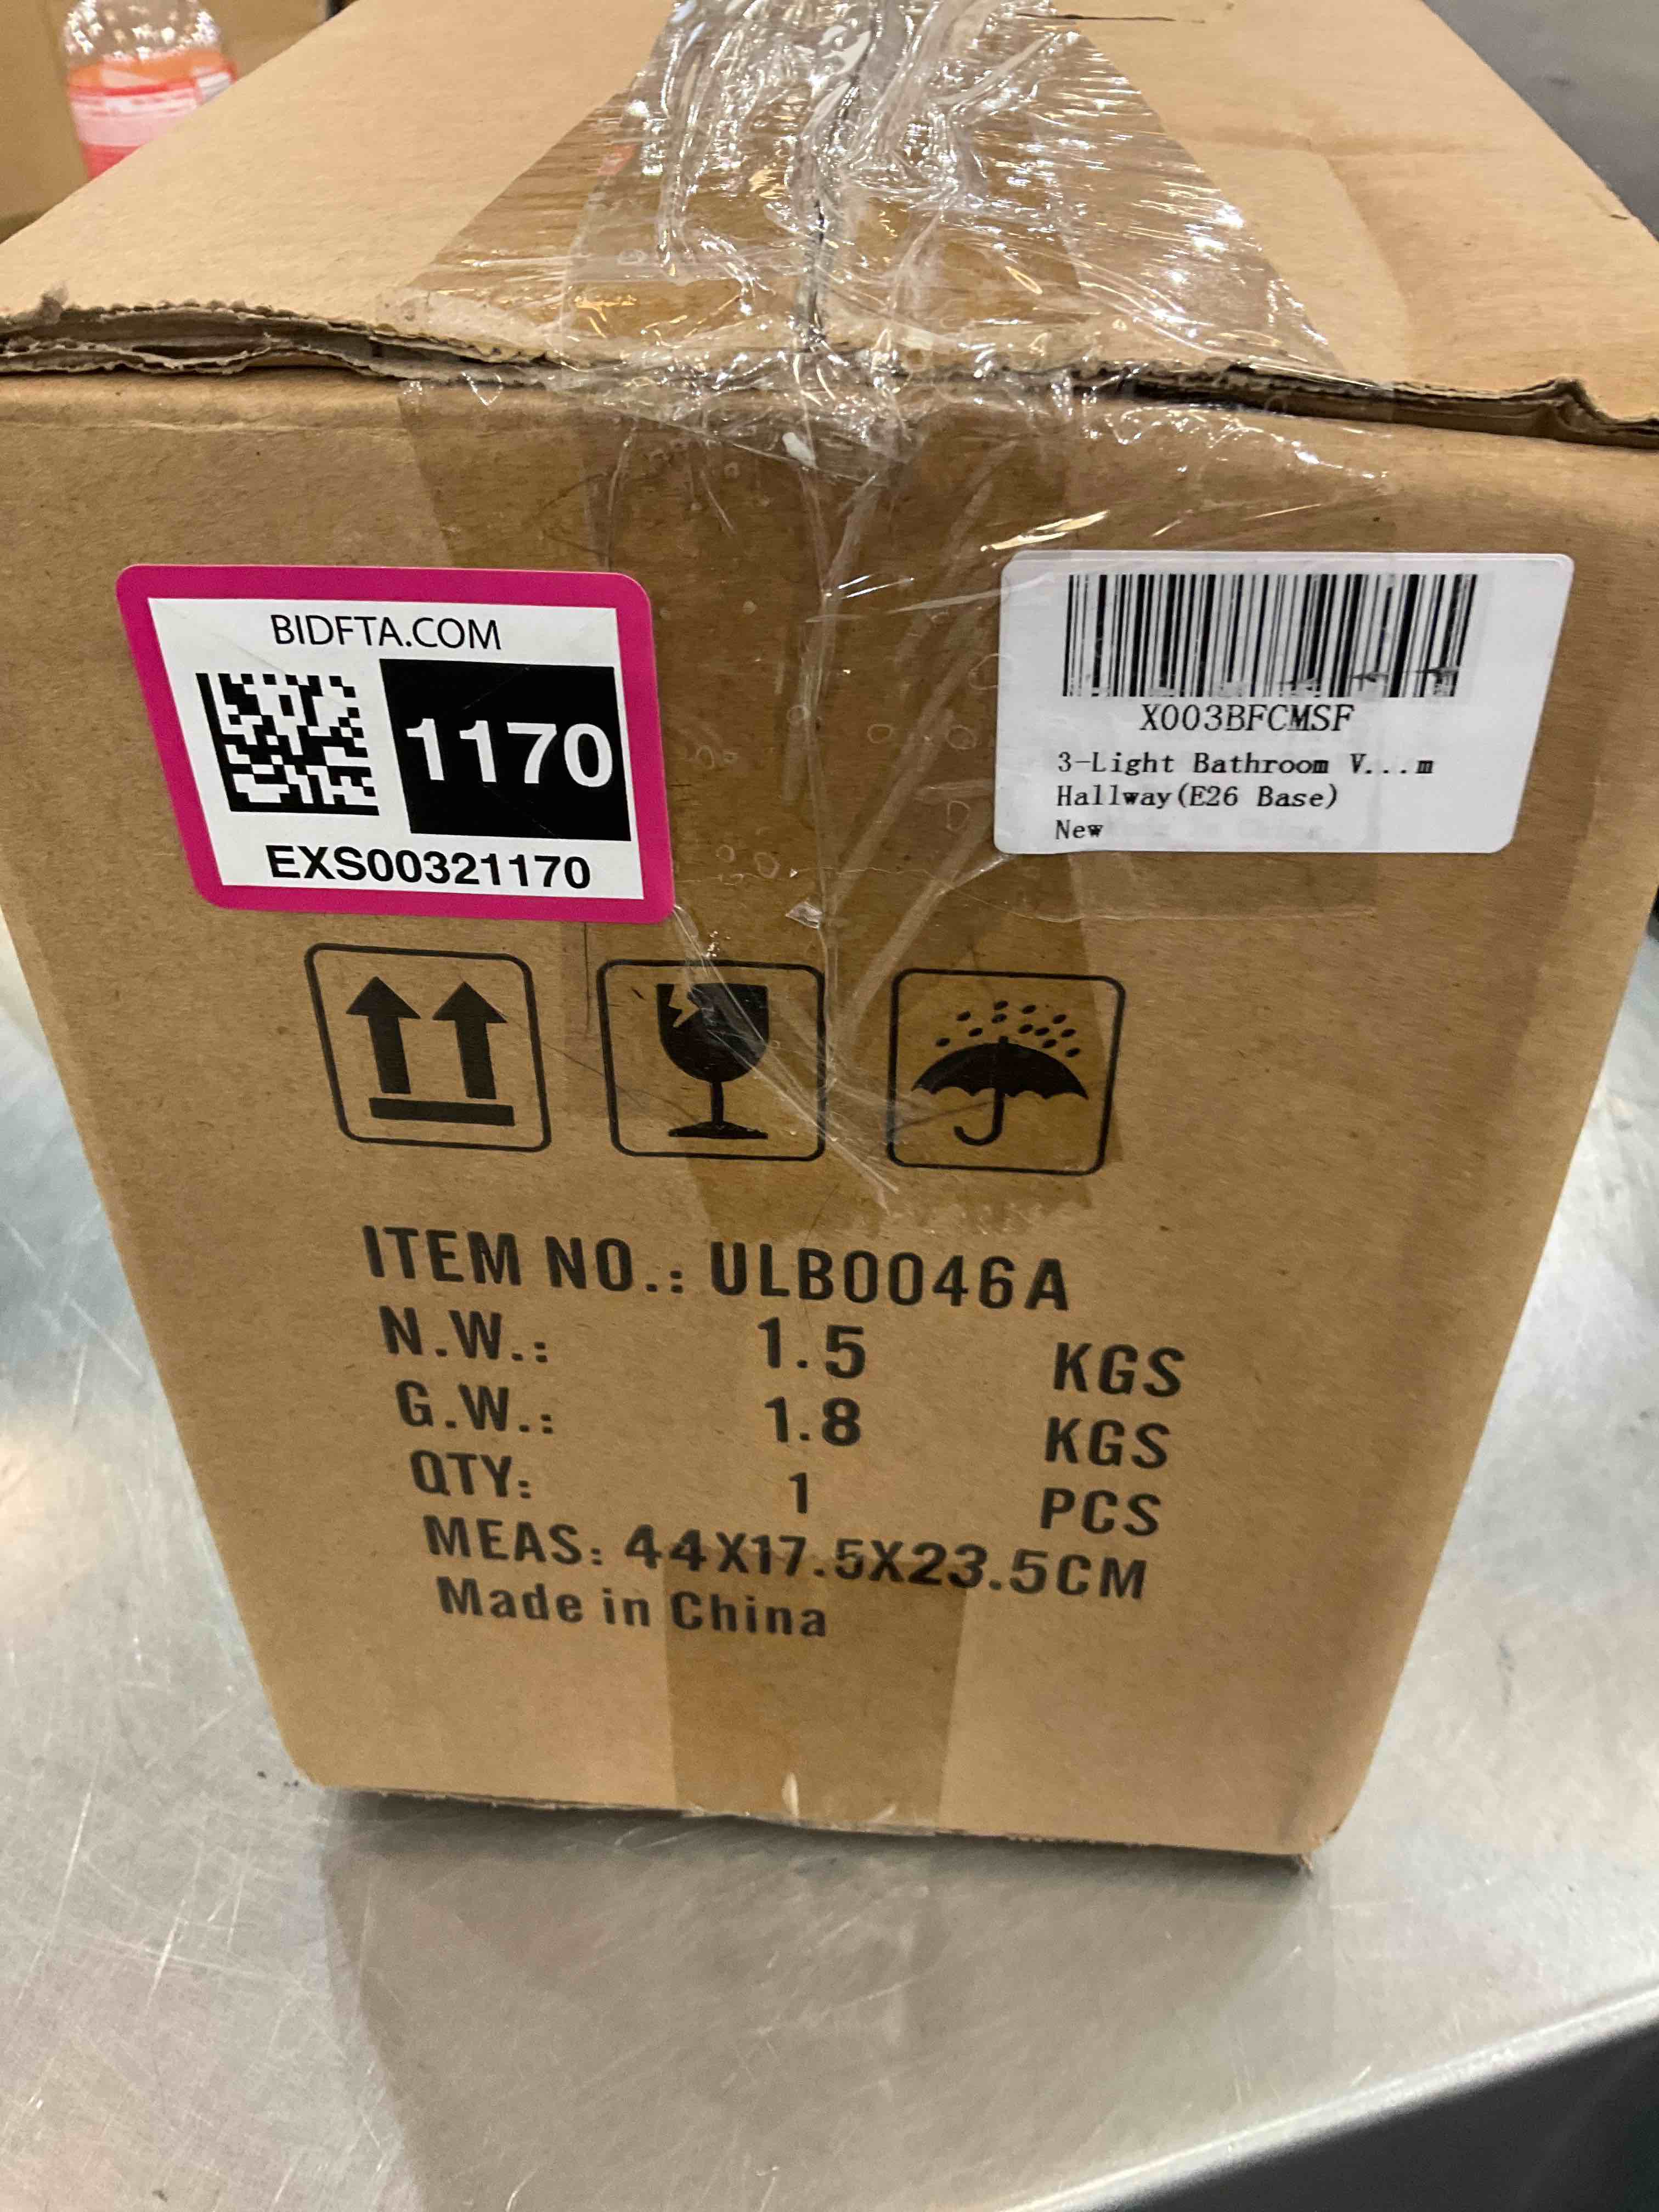 BIDFTA.COM
1170
EXS00321170
X003BFCMSF
3-Light Bathroom V...m
Hallway(E26 Base)
New
ITEM NO.: ULB0046A
N.W.: 1.5 KGS
G.W.: 1.8 KGS
QTY: 1 PCS
MEAS: 44X17.5X23.5CM
Made in China